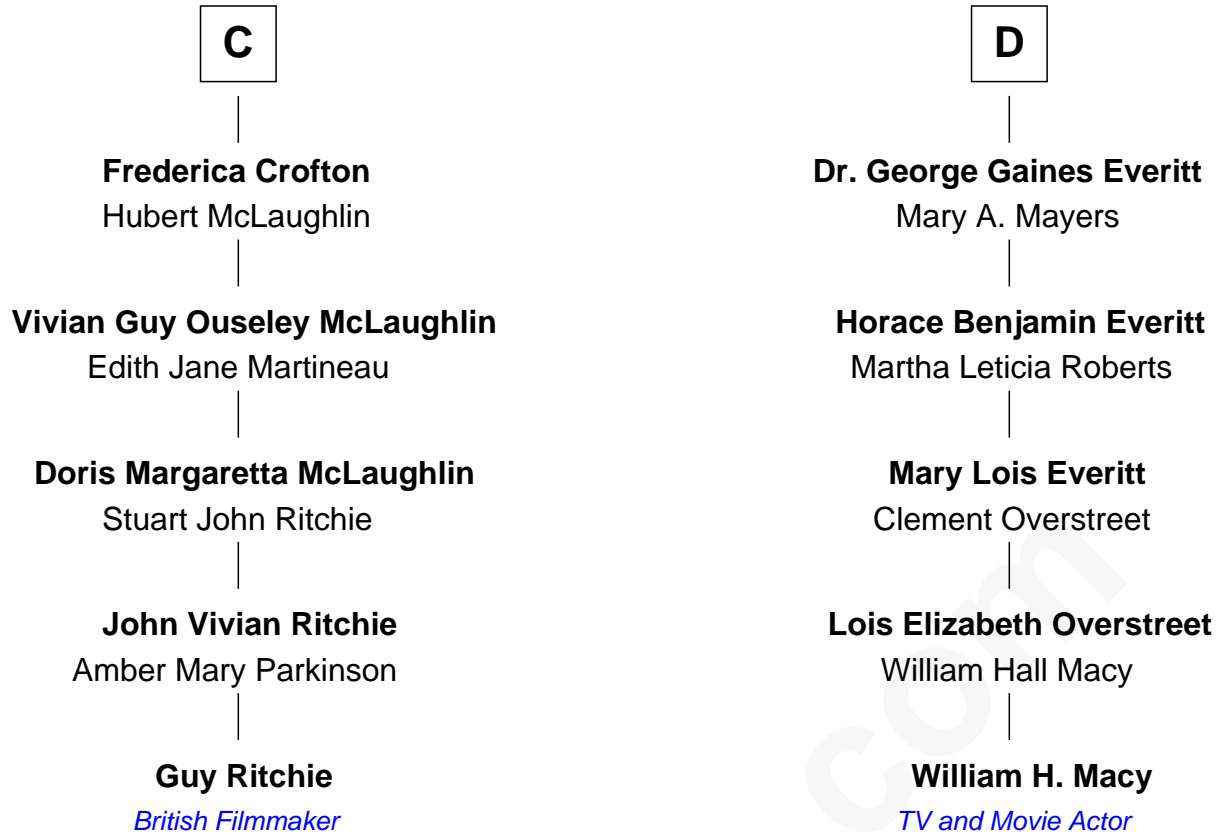 C
Frederica Crofton
Hubert McLaughlin
Vivian Guy Ouseley McLaughlin
Edith Jane Martineau
Doris Margaretta McLaughlin
Stuart John Ritchie
John Vivian Ritchie
Amber Mary Parkinson
Guy Ritchie
British Filmmaker
D
Dr. George Gaines Everitt
Mary A. Mayers
Horace Benjamin Everitt
Martha Leticia Roberts
Mary Lois Everitt
Clement Overstreet
Lois Elizabeth Overstreet
William Hall Macy
William H. Macy
TV and Movie Actor
com